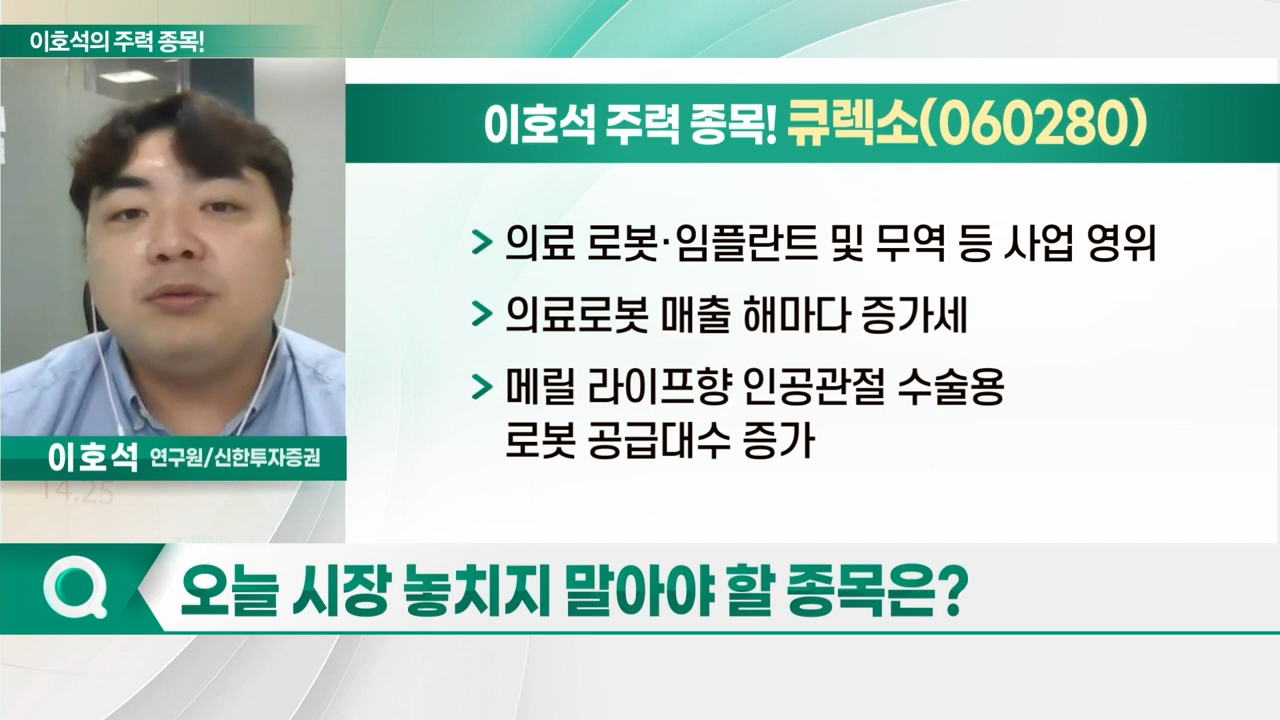 이호석의 주력 종목!
이호석 주력 종목! 큐렉소(060280)
> 의료 로봇·임플란트 및 무역 등 사업 영위
> 의료로봇 매출 해마다 증가세
> 메릴 라이프향 인공관절 수술용
로봇 공급대수 증가
이호석 연구원/신한투자증권
14.25
Q 오늘 시장 놓치지 말아야 할 종목은?